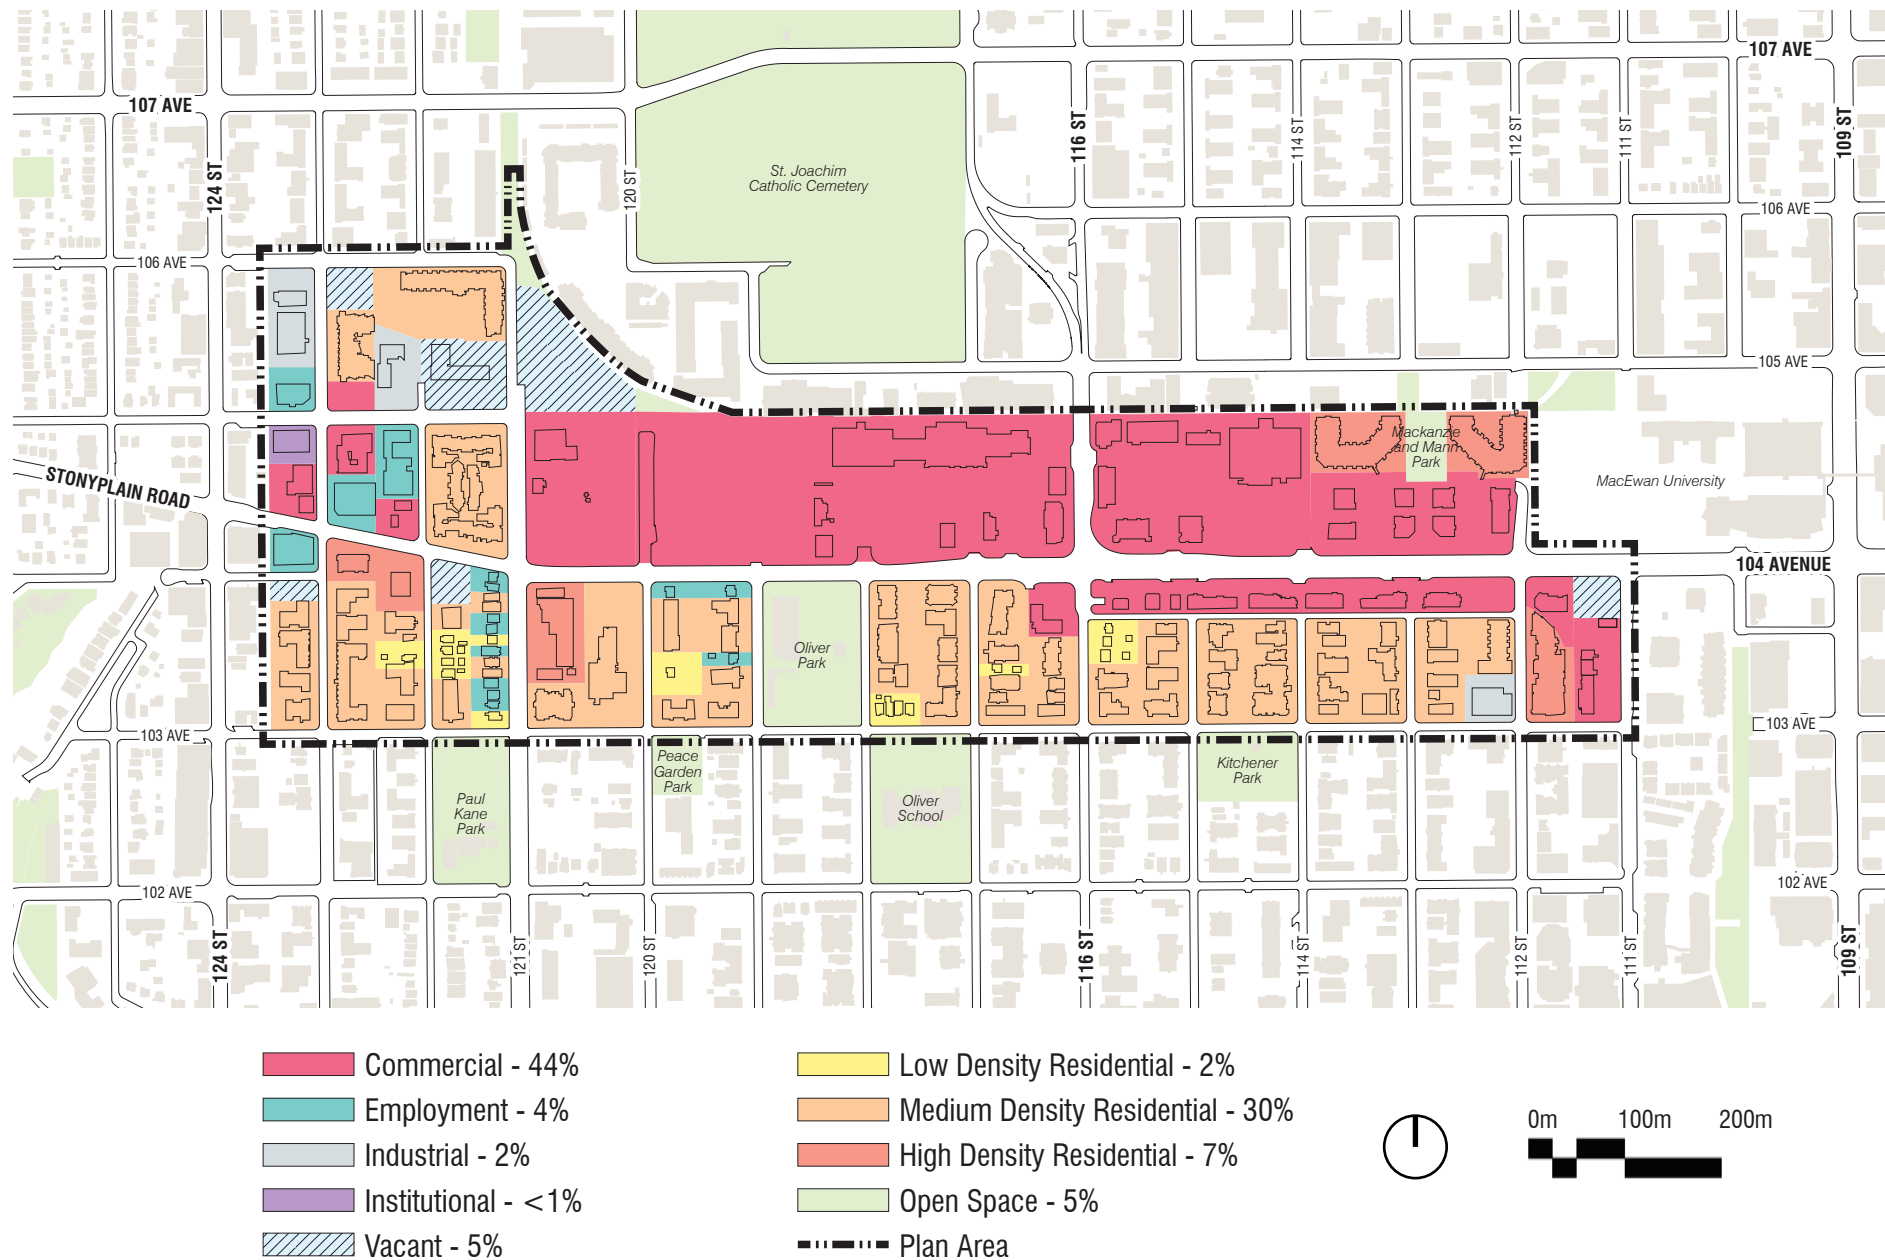 107 AVE
107 AVE
124 ST
120 ST
St. Joachim
Catholic Cemetery
116 ST
114 ST
112 ST
111 ST
109 ST
106 AVE
106 AVE
105 AVE
STONYPLAIN ROAD
Mackanzie
and Mann
Park
MacEwan University
104 AVENUE
Oliver
Park
103 AVE
103 AVE
Peace
Garden
Park
Kitchener
Park
Paul
Kane
Park
Oliver
School
102 AVE
102 AVE
124 ST
121 ST
120 ST
116 ST
114 ST
112 ST
111 ST
109 ST
Commercial - 44%
Employment - 4%
Industrial - 2%
Institutional - <1%
Vacant - 5%
Low Density Residential - 2%
Medium Density Residential - 30%
High Density Residential - 7%
Open Space - 5%
Plan Area
0m 100m 200m